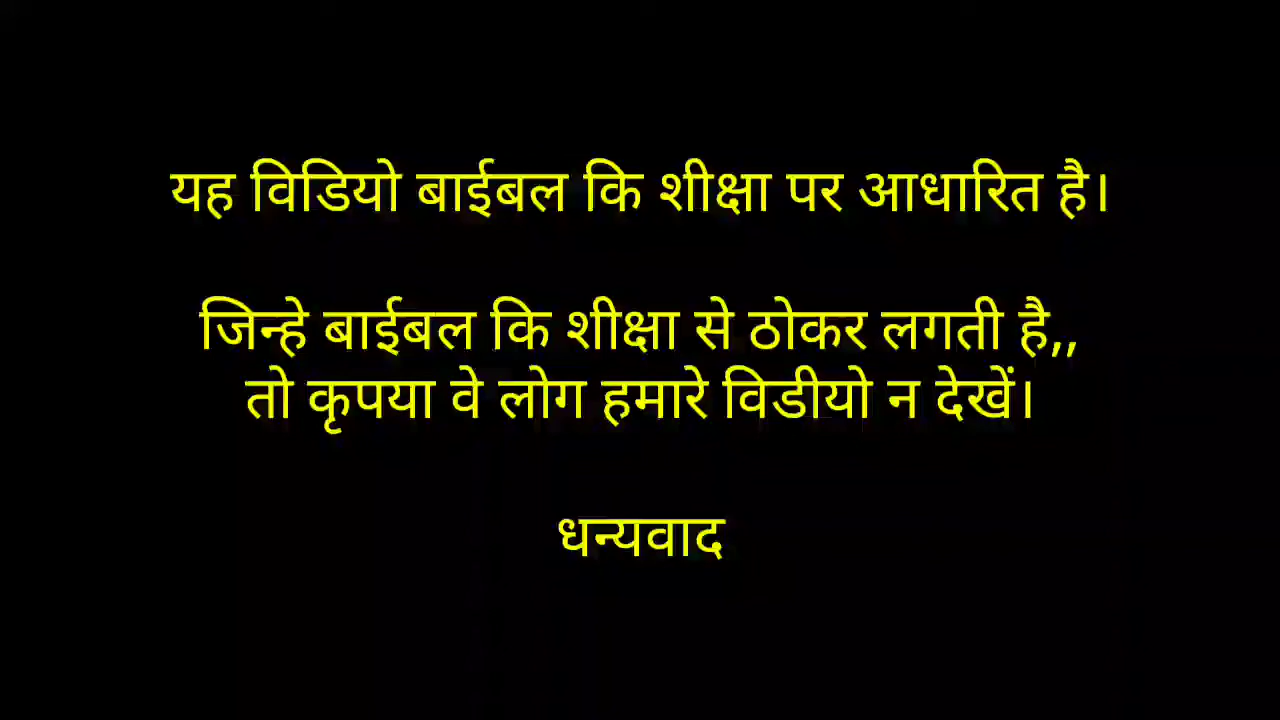 यह विडियो बाईबल कि शीक्षा पर आधारित है।
जिन्हे बाईबल कि शीक्षा से ठोकर लगती है,,
तो कृपया वे लोग हमारे विडीयो न देखें।
धन्यवाद